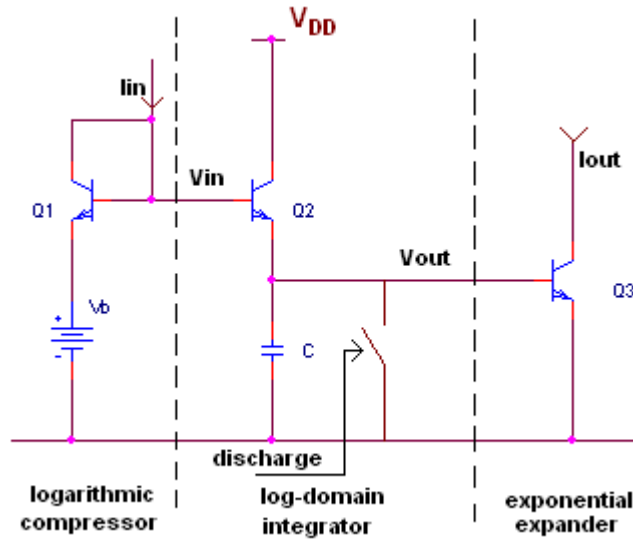 VDD
Iin
Vin
Q1
Q2
Iout
Vout
Q3
+
Vb
-
C
discharge
logarithmic
compressor
log-domain
integrator
exponential
expander